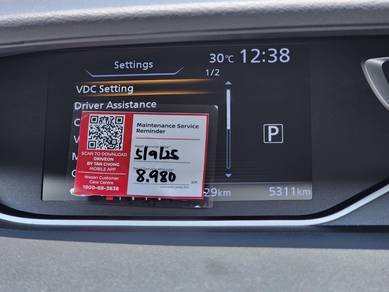 Settings
30°C 12:38
1/2
VDC Setting
Driver Assistance
C
V
M
Maintenance Service
Reminder
5/9/25
8.980
SCAN TO DOWNLOAD
DRIVEON
BY TAN CHONG
MOBILE APP
Nissan Customer
Care Centre
1800-88-3838
P
29km
5311km